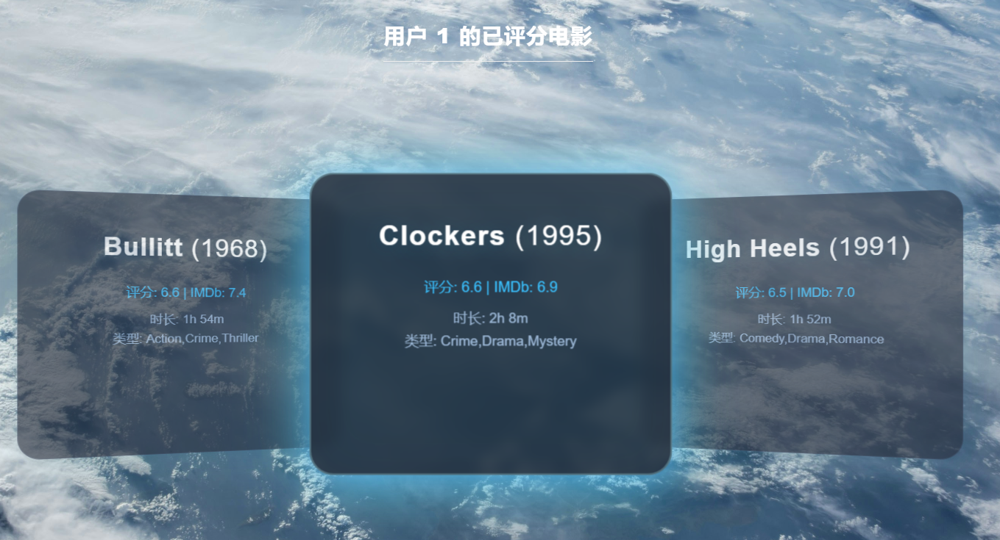 用户 1 的已评分电影
Bullitt (1968)
评分: 6.6 | IMDb: 7.4
时长: 1h 54m
类型: Action,Crime,Thriller
Clockers (1995)
评分: 6.6 | IMDb: 6.9
时长: 2h 8m
类型: Crime,Drama,Mystery
High Heels (1991)
评分: 6.5 | IMDb: 7.0
时长: 1h 52m
类型: Comedy,Drama,Romance